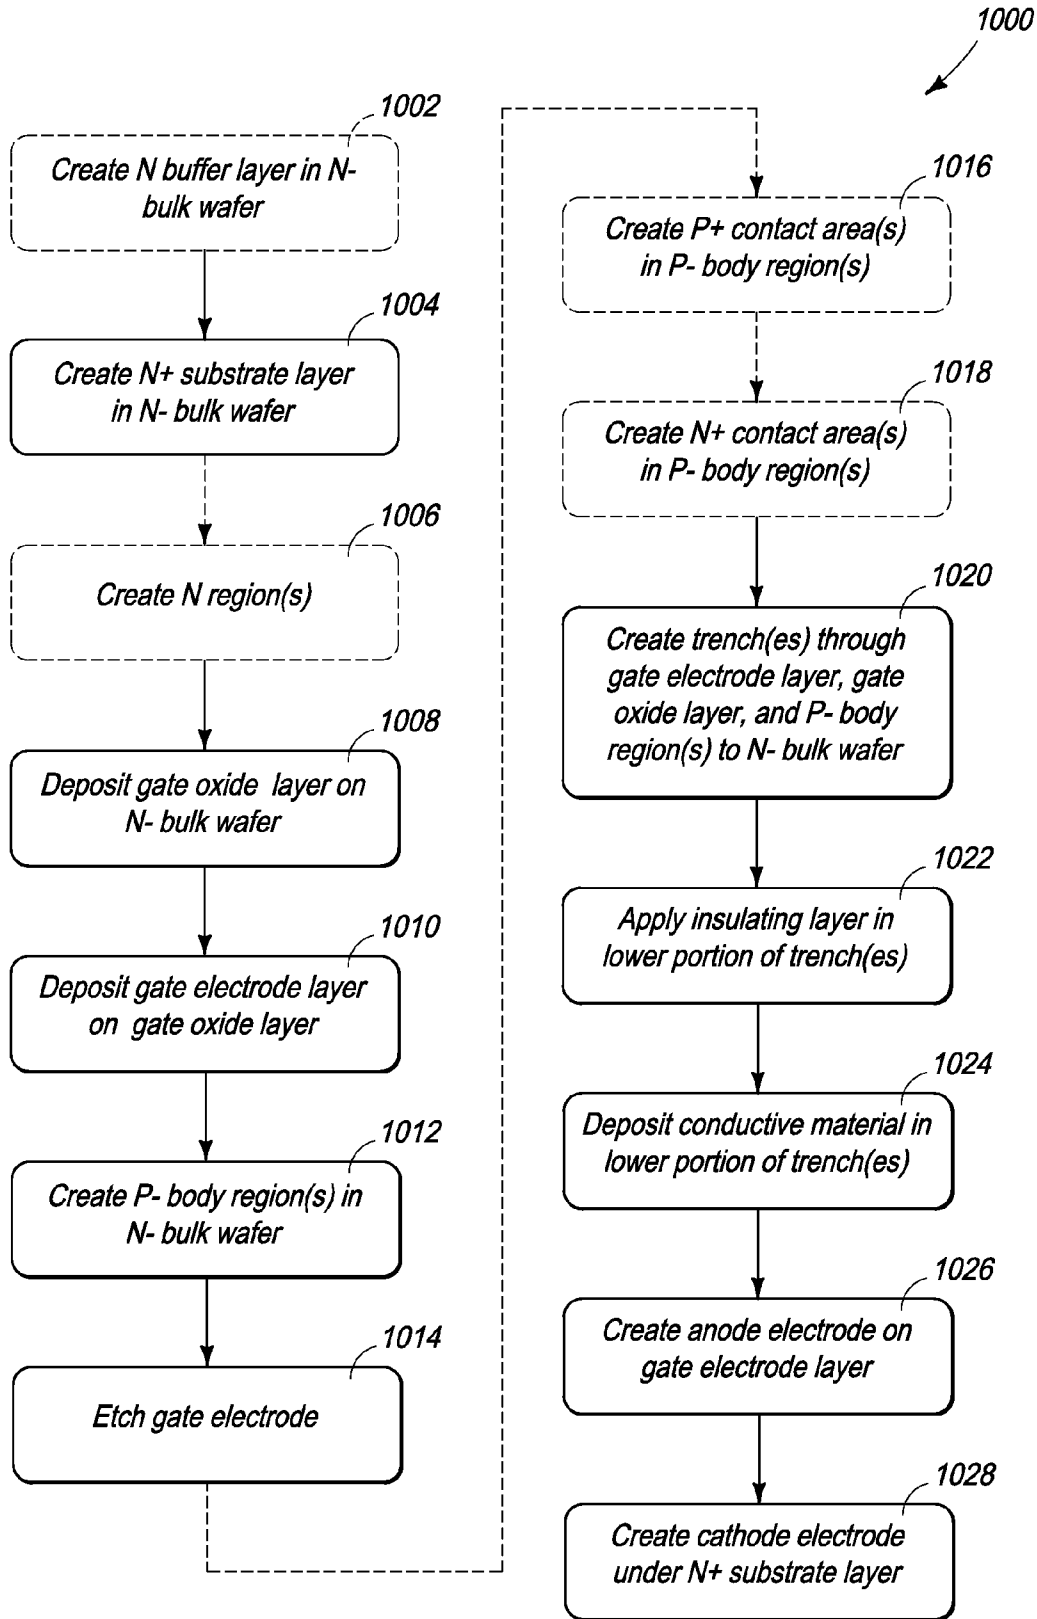 1000
1002
Create N buffer layer in N-
bulk wafer
1004
Create N+ substrate layer
in N- bulk wafer
1006
Create N region(s)
1008
Deposit gate oxide layer on
N- bulk wafer
1010
Deposit gate electrode layer
on gate oxide layer
1012
Create P- body region(s) in
N- bulk wafer
1014
Etch gate electrode
1016
Create P+ contact area(s)
in P- body region(s)
1018
Create N+ contact area(s)
in P- body region(s)
1020
Create trench(es) through
gate electrode layer, gate
oxide layer, and P- body
region(s) to N- bulk wafer
1022
Apply insulating layer in
lower portion of trench(es)
1024
Deposit conductive material in
lower portion of trench(es)
1026
Create anode electrode on
gate electrode layer
1028
Create cathode electrode
under N+ substrate layer